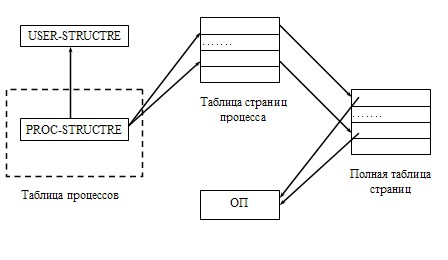 USER-STRUCTRE
.......
Таблица страниц
процесса
PROC-STRUCTRE
.......
Полная таблица
страниц
Таблица процессов
ОП